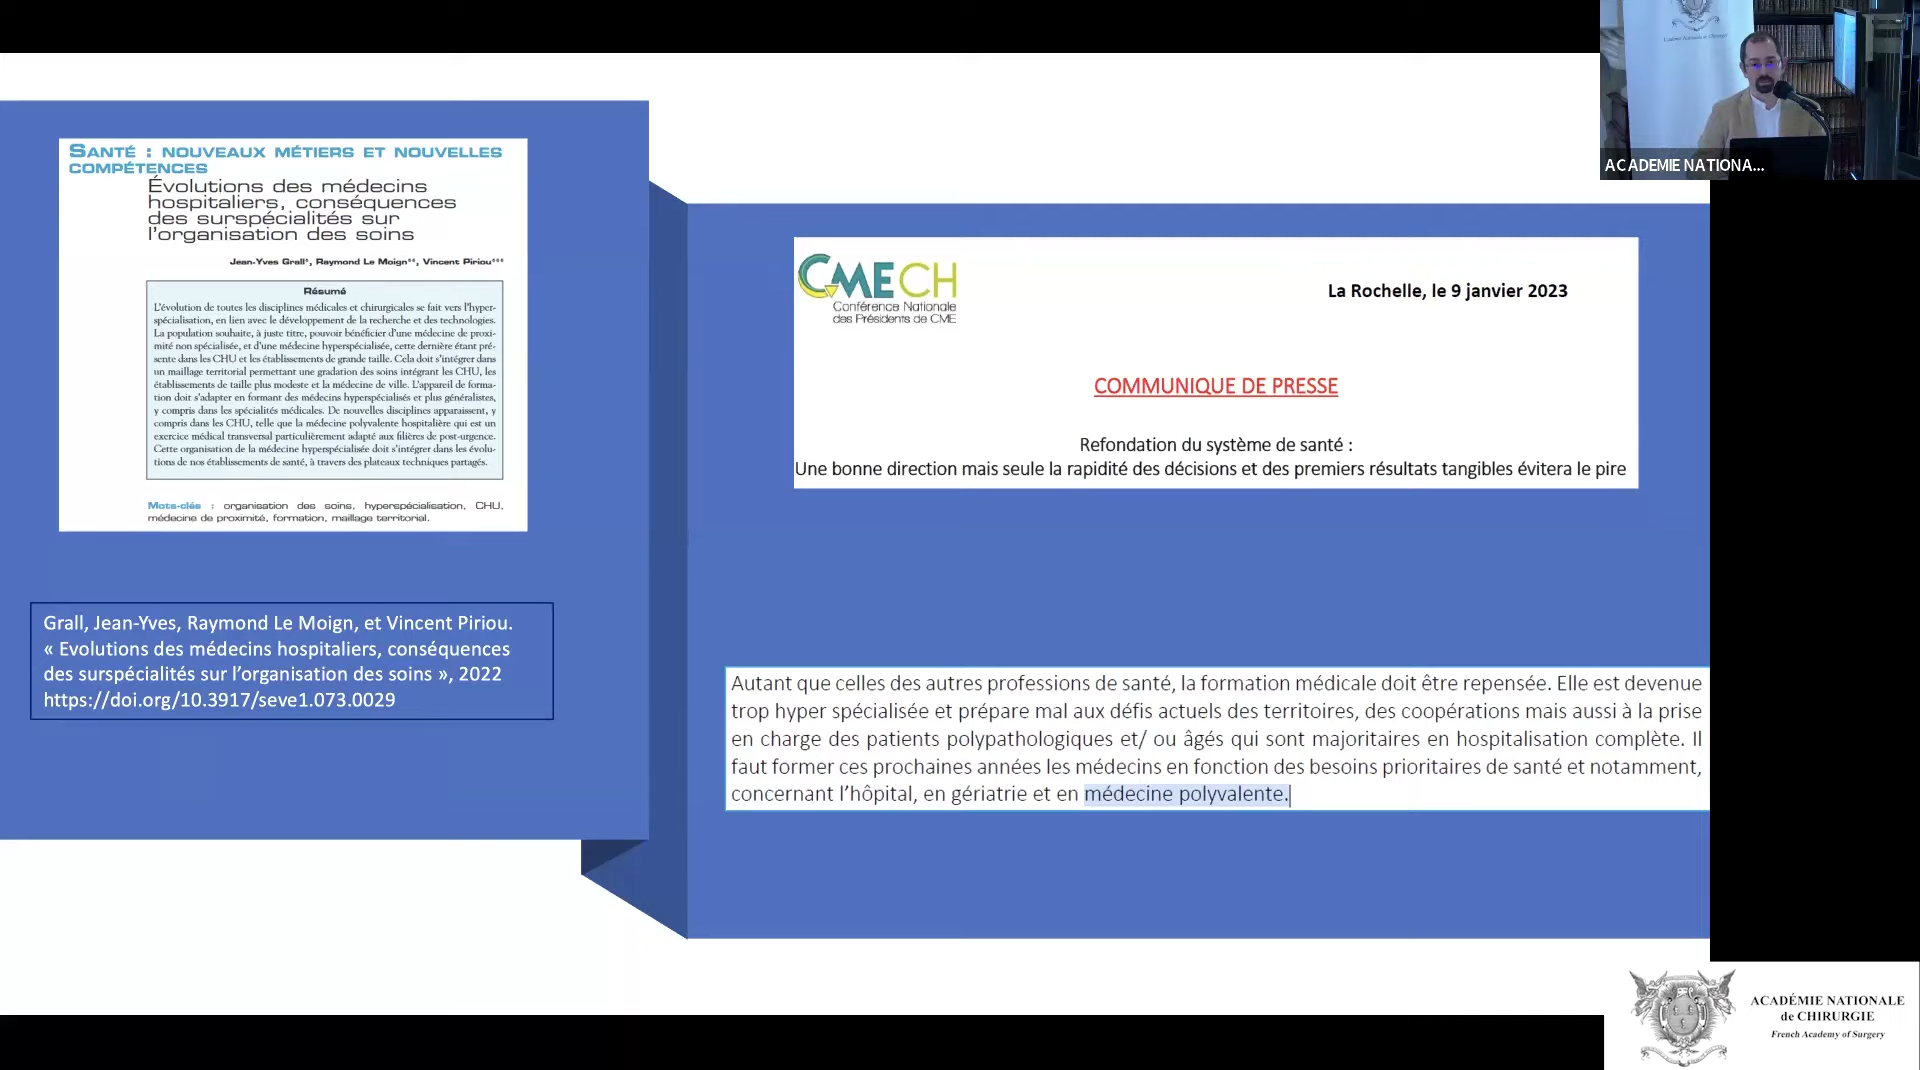 SANTÉ : NOUVEAUX MÉTIERS ET NOUVELLES
COMPÉTENCES
Évolutions des médecins
hospitaliers, conséquences
des surspécialités sur
l'organisation des soins
Jean-Yves Grall*, Raymond Le Moign**, Vincent Piriou***
Résumé
L'évolution de toutes les disciplines médicales et chirurgicales se fait vers l'hyper-
spécialisation, en lien avec le développement de la recherche et des technologies.
La population souhaite, à juste titre, pouvoir bénéficier d'une médecine de proxi-
mité non spécialisée, et d'une médecine hyperspécialisée, cette dernière étant pré-
sente dans les CHU et les établissements de grande taille. Cela doit s'intégrer dans
un maillage territorial permettant une gradation des soins intégrant les CHU, les
établissements de taille plus modeste et la médecine de ville. L'appareil de forma-
tion doit s'adapter en formant des médecins hyperspécialisés et plus généralistes,
y compris dans les spécialités médicales. De nouvelles disciplines apparaissent, y
compris dans les CHU, telle que la médecine polyvalente hospitalière qui est un
exercice médical transversal particulièrement adapté aux filières de post-urgence.
Cette organisation de la médecine hyperspécialisée doit s'intégrer dans les évolu-
tions de nos établissements de santé, à travers des plateaux techniques partagés.
Mots-clés : organisation des soins, hyperspécialisation, CHU,
médecine de proximité, formation, maillage territorial.
Grall, Jean-Yves, Raymond Le Moign, et Vincent Piriou.
« Evolutions des médecins hospitaliers, conséquences
des surspécialités sur l'organisation des soins », 2022
https://doi.org/10.3917/seve1.073.0029
CMECH
Conférence Nationale
des Présidents de CME
La Rochelle, le 9 janvier 2023
COMMUNIQUE DE PRESSE
Refondation du système de santé :
Une bonne direction mais seule la rapidité des décisions et des premiers résultats tangibles évitera le pire
Autant que celles des autres professions de santé, la formation médicale doit être repensée. Elle est devenue
trop hyper spécialisée et prépare mal aux défis actuels des territoires, des coopérations mais aussi à la prise
en charge des patients polypathologiques et/ ou âgés qui sont majoritaires en hospitalisation complète. Il
faut former ces prochaines années les médecins en fonction des besoins prioritaires de santé et notamment,
concernant l'hôpital, en gériatrie et en médecine polyvalente.
ACADEMIE NATIONA...
ACADÉMIE NATIONALE
de CHIRURGIE
French Academy of Surgery